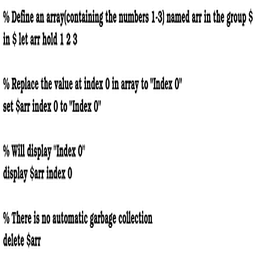 % Define an array(containing the numbers 1-3) named arr in the group $
in $ let arr hold 1 2 3
% Replace the value at index 0 in array to "Index 0"
set $arr index 0 to "Index 0"
% Will display "Index 0"
display $arr index 0
% There is no automatic garbage collection
delete $arr